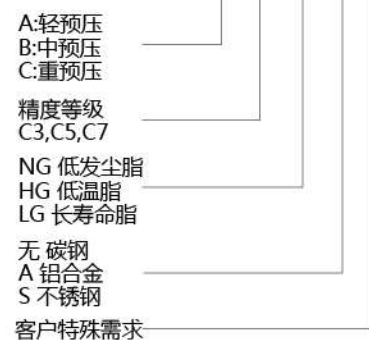 A:轻预压
B:中预压
C:重预压
精度等级
C3,C5,C7
NG 低发尘脂
HG 低温脂
LG 长寿命脂
无 碳钢
A 铝合金
S 不锈钢
客户特殊需求